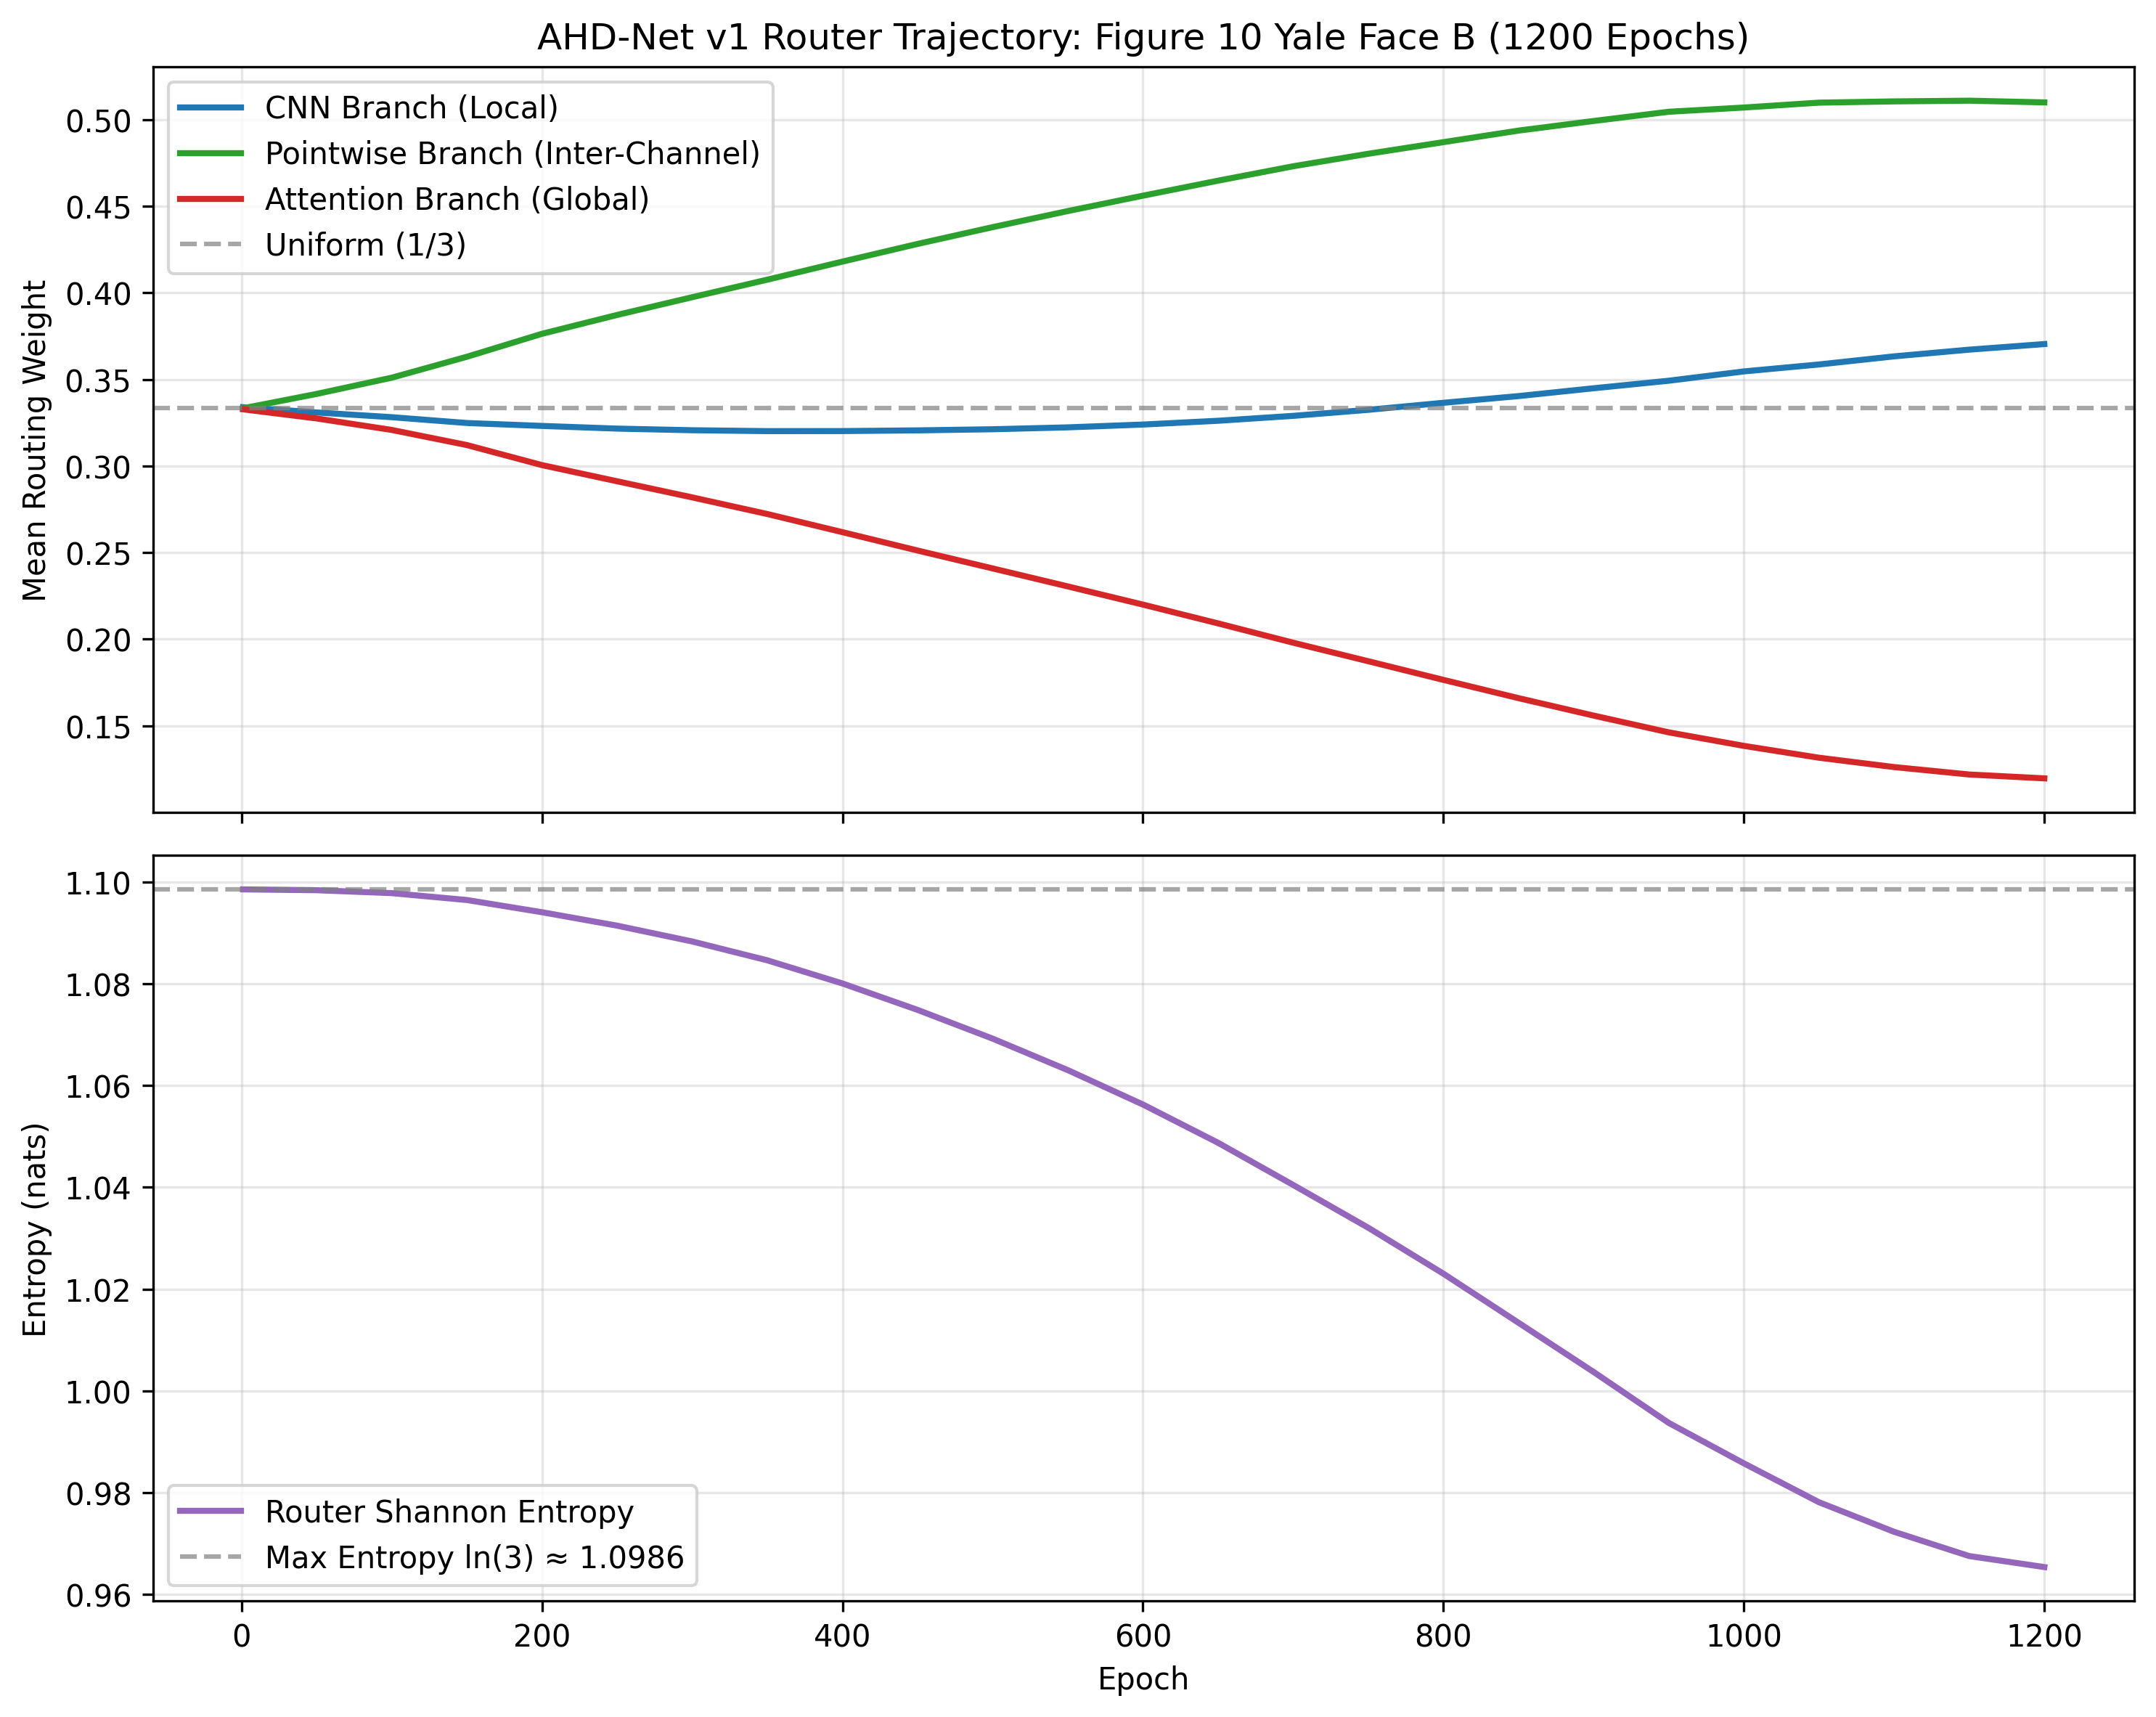 AHD-Net v1 Router Trajectory: Figure 10 Yale Face B (1200 Epochs)
CNN Branch (Local)
Pointwise Branch (Inter-Channel)
Attention Branch (Global)
Uniform (1/3)
Mean Routing Weight
0.50
0.45
0.40
0.35
0.30
0.25
0.20
0.15
Entropy (nats)
1.10
1.08
1.06
1.04
1.02
1.00
0.98
0.96
Router Shannon Entropy
Max Entropy ln(3) ≈ 1.0986
0 200 400 600 800 1000 1200
Epoch